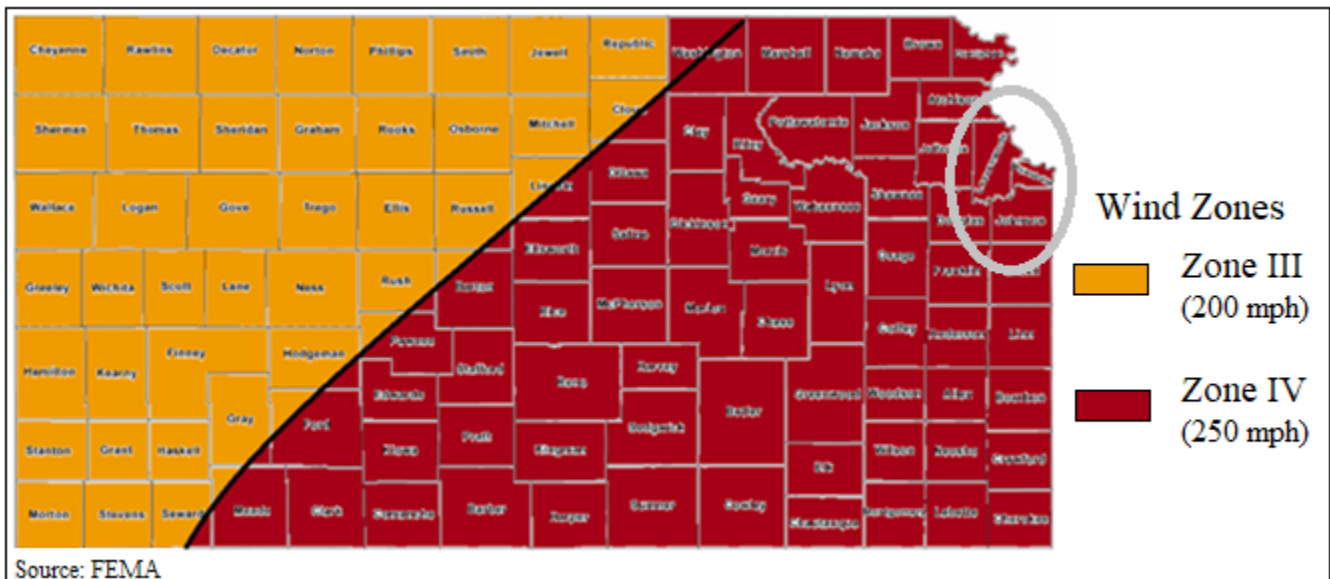 Cheyenne Rawlins Decator Norton Phillips Smith Jewell Republic Washington Marshall Nemaha Brown
Atchison
Sherman Thomas Sheridan Graham Rooks Osborne Mitchell Cloud Clay Riley Pottawatomie Jackson
Lincoln Ottawa
Wallace Logan Gove Trego Ellis Russell Saline Dickinson Geary Wabaunsee Shawnee Douglas Johnson
Morris
Ellsworth
Greeley Wichita Scott Lane Ness Rush Barton Osage Franklin
Rice McPherson Marion Chase Lyon
Hamilton Kearny Finney Hodgeman Pawnee Stafford Coffey Anderson Linn
Reno Harvey
Edwards Butler Greenwood Woodson Allen Bourbon
Gray Ford Sedgwick
Stanton Grant Haskell Kiowa Pratt Kingman Elk Wilson Neosho Crawford
Morton Stevens Seward Meade Clark Comanche Barber Harper Sumner Cowley Chautauqua Montgomery Labette Cherokee
Wind Zones
Zone III
(200 mph)
Zone IV
(250 mph)
Source: FEMA